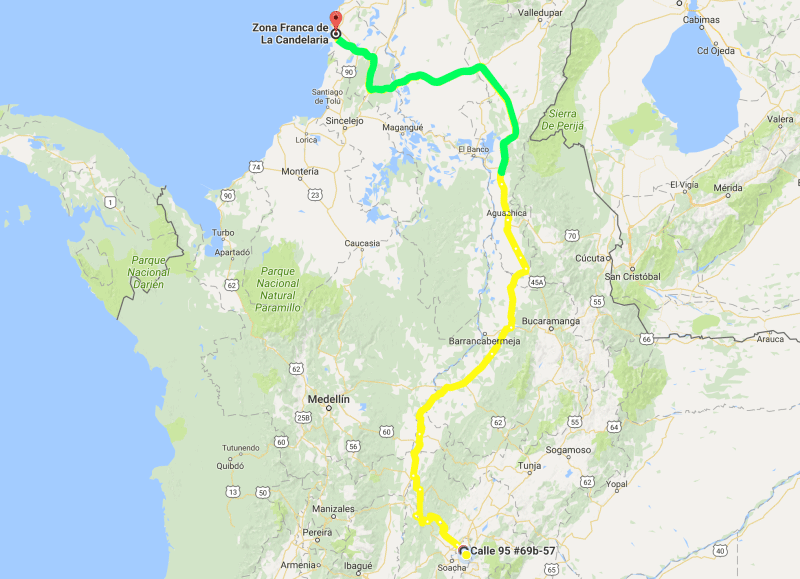 Zona Franca de
La Candelaria
Valledupar
Cabimas
Cd Ojeda
90
Santiago
de Tolú
Sincelejo
Magangué
Sierra
De Perijá
Valera
Lorica
El Banco
74
Montería
23
90
1
El Vigia
Mérida
Aguachica
Turbo
Apartadó
Caucasia
70
Cúcuta
San Cristóbal
Parque
Nacional
Darién
62
Parque
Nacional
Natural
Paramillo
45A
55
Bucaramanga
Barrancabermeja
66
Arauca
62
Medellín
25B
62
55
64
60
60
56
Tutunendo
Quibdó
Sogamoso
Tunja
62
Yopal
13
50
Manizales
Pereira
Calle 95 #69b-57
40
Armenia
Ibagué
Soacha
65